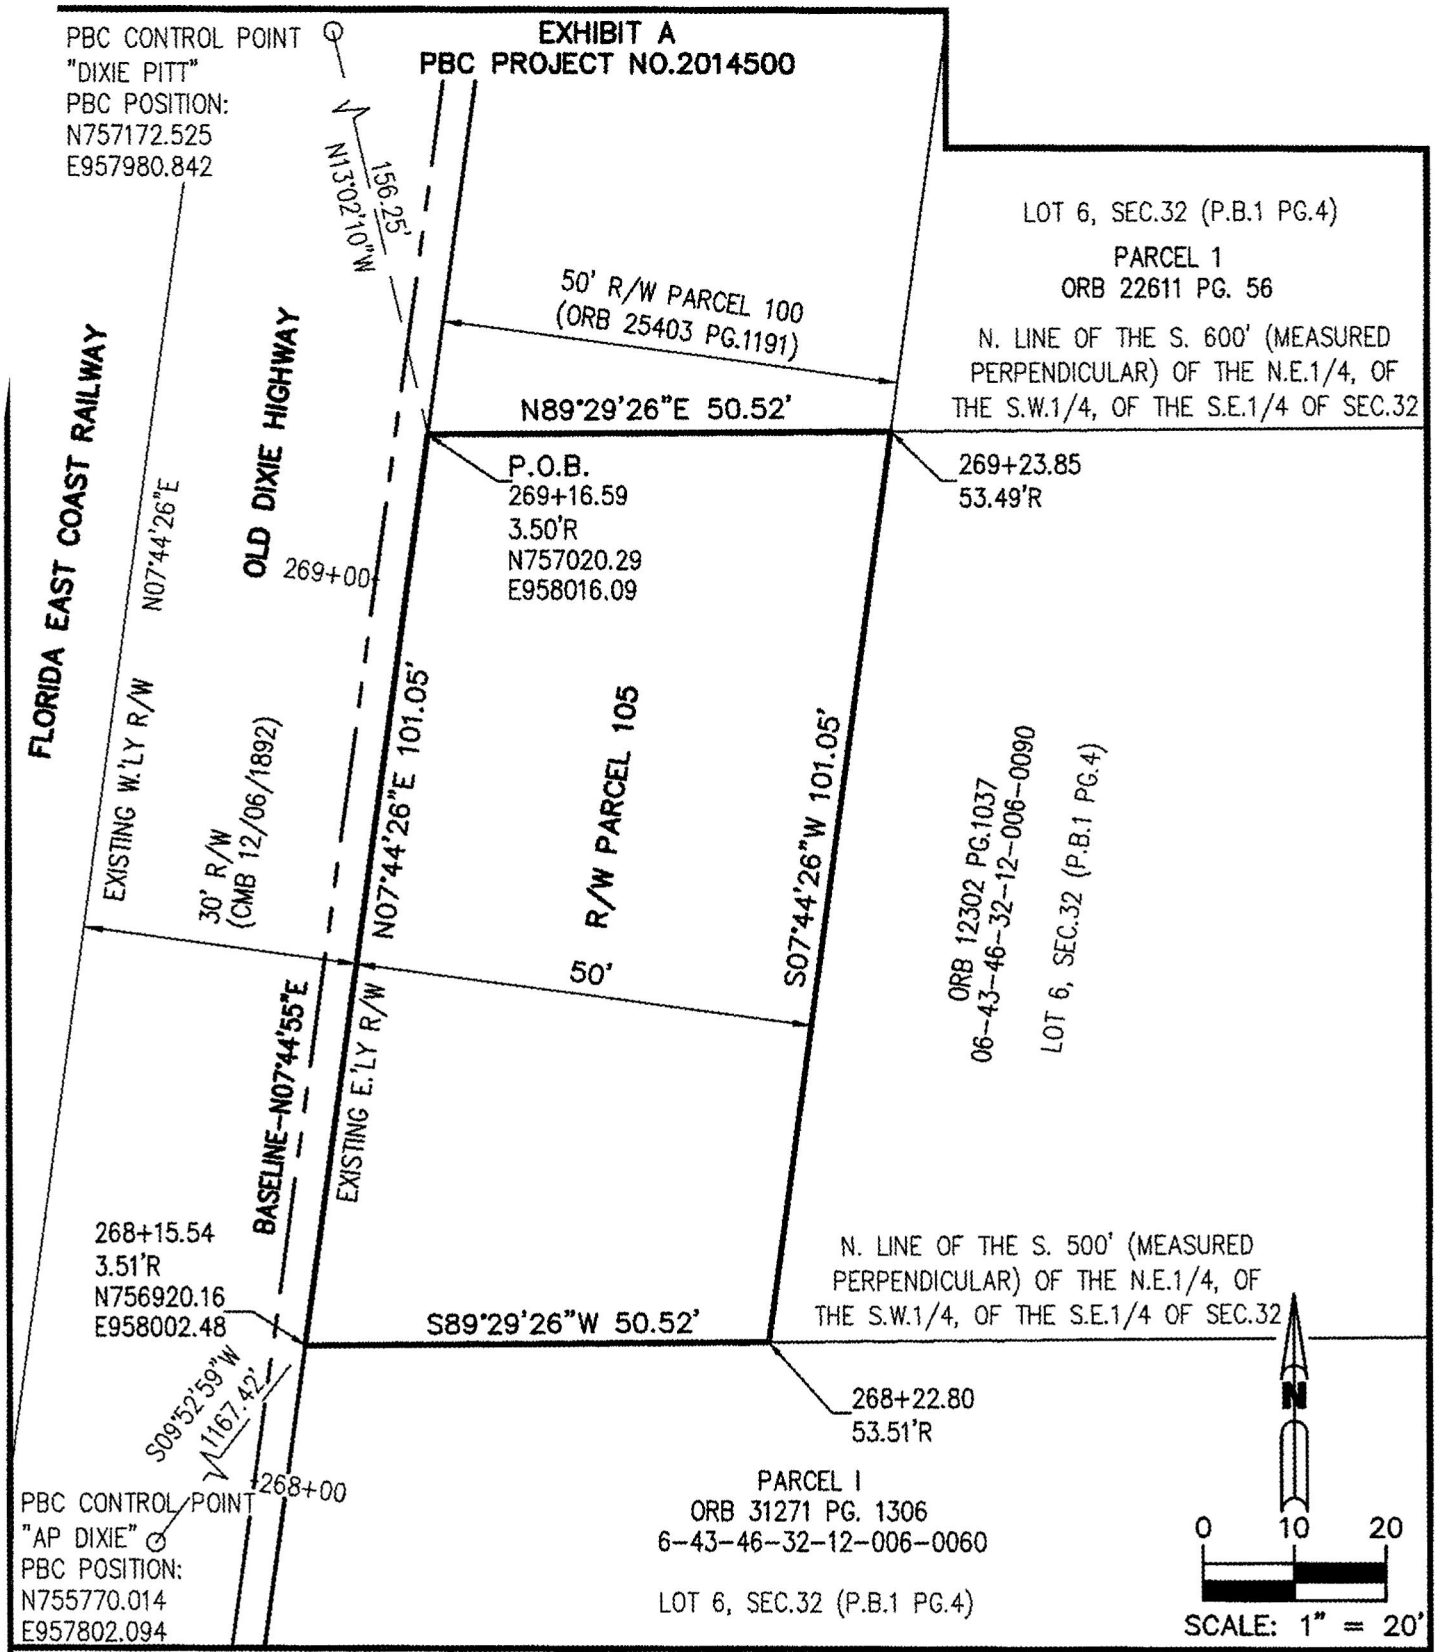 EXHIBIT A
PBC PROJECT NO.2014500
PBC CONTROL POINT
"DIXIE PITT"
PBC POSITION:
N757172.525
E957980.842
156.25'
N13°02'10"W
LOT 6, SEC.32 (P.B.1 PG.4)
PARCEL 1
ORB 22611 PG. 56
50' R/W PARCEL 100
(ORB 25403 PG.1191)
N. LINE OF THE S. 600' (MEASURED
PERPENDICULAR) OF THE N.E.1/4, OF
THE S.W.1/4, OF THE S.E.1/4 OF SEC.32
N89°29'26"E 50.52'
P.O.B.
269+16.59
3.50'R
N757020.29
E958016.09
269+23.85
53.49'R
FLORIDA EAST COAST RAILWAY
N07°44'26"E
EXISTING W.'LY R/W
OLD DIXIE HIGHWAY
269+00
30' R/W
(CMB 12/06/1892)
N07°44'26"E 101.05'
R/W PARCEL 105
S07°44'26"W 101.05'
ORB 12302 PG.1037
06-43-46-32-12-006-0090
LOT 6, SEC.32 (P.B.1 PG.4)
50'
BASELINE-N07°44'55"E
EXISTING E.'LY R/W
268+15.54
3.51'R
N756920.16
E958002.48
S89°29'26"W 50.52'
N. LINE OF THE S. 500' (MEASURED
PERPENDICULAR) OF THE N.E.1/4, OF
THE S.W.1/4, OF THE S.E.1/4 OF SEC.32
S09°52'59"W
1167.42'
268+22.80
53.51'R
268+00
PBC CONTROL POINT
"AP DIXIE"
PBC POSITION:
N755770.014
E957802.094
PARCEL I
ORB 31271 PG. 1306
6-43-46-32-12-006-0060
LOT 6, SEC.32 (P.B.1 PG.4)
N
0 10 20
SCALE: 1" = 20'